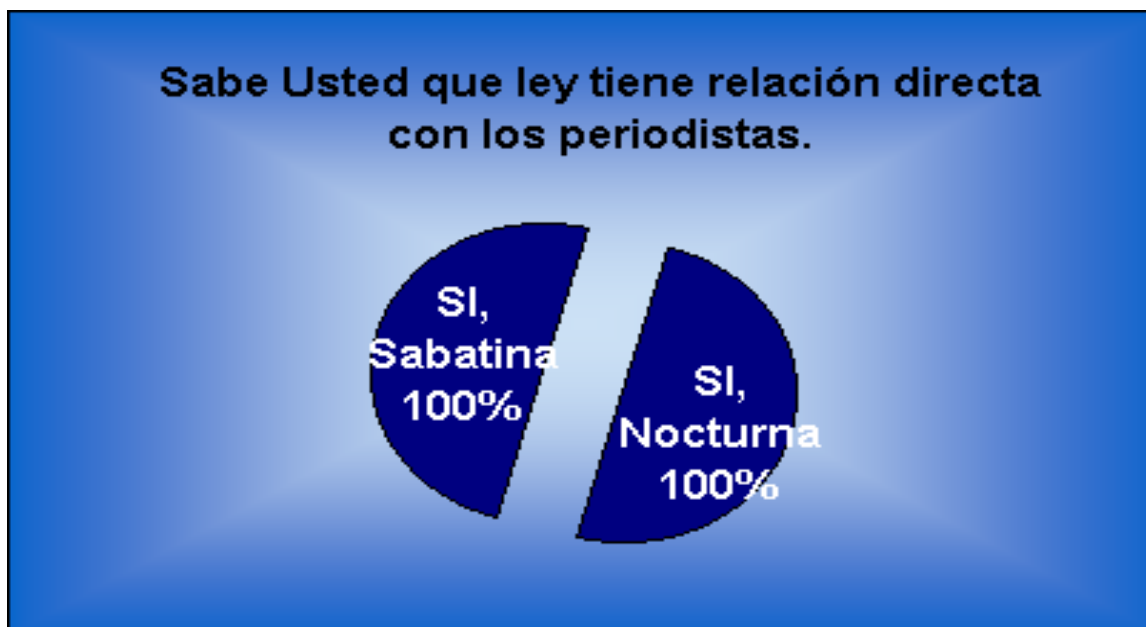 Sabe Usted que ley tiene relación directa
con los periodistas.
SI,
Sabatina
100%
SI,
Nocturna
100%